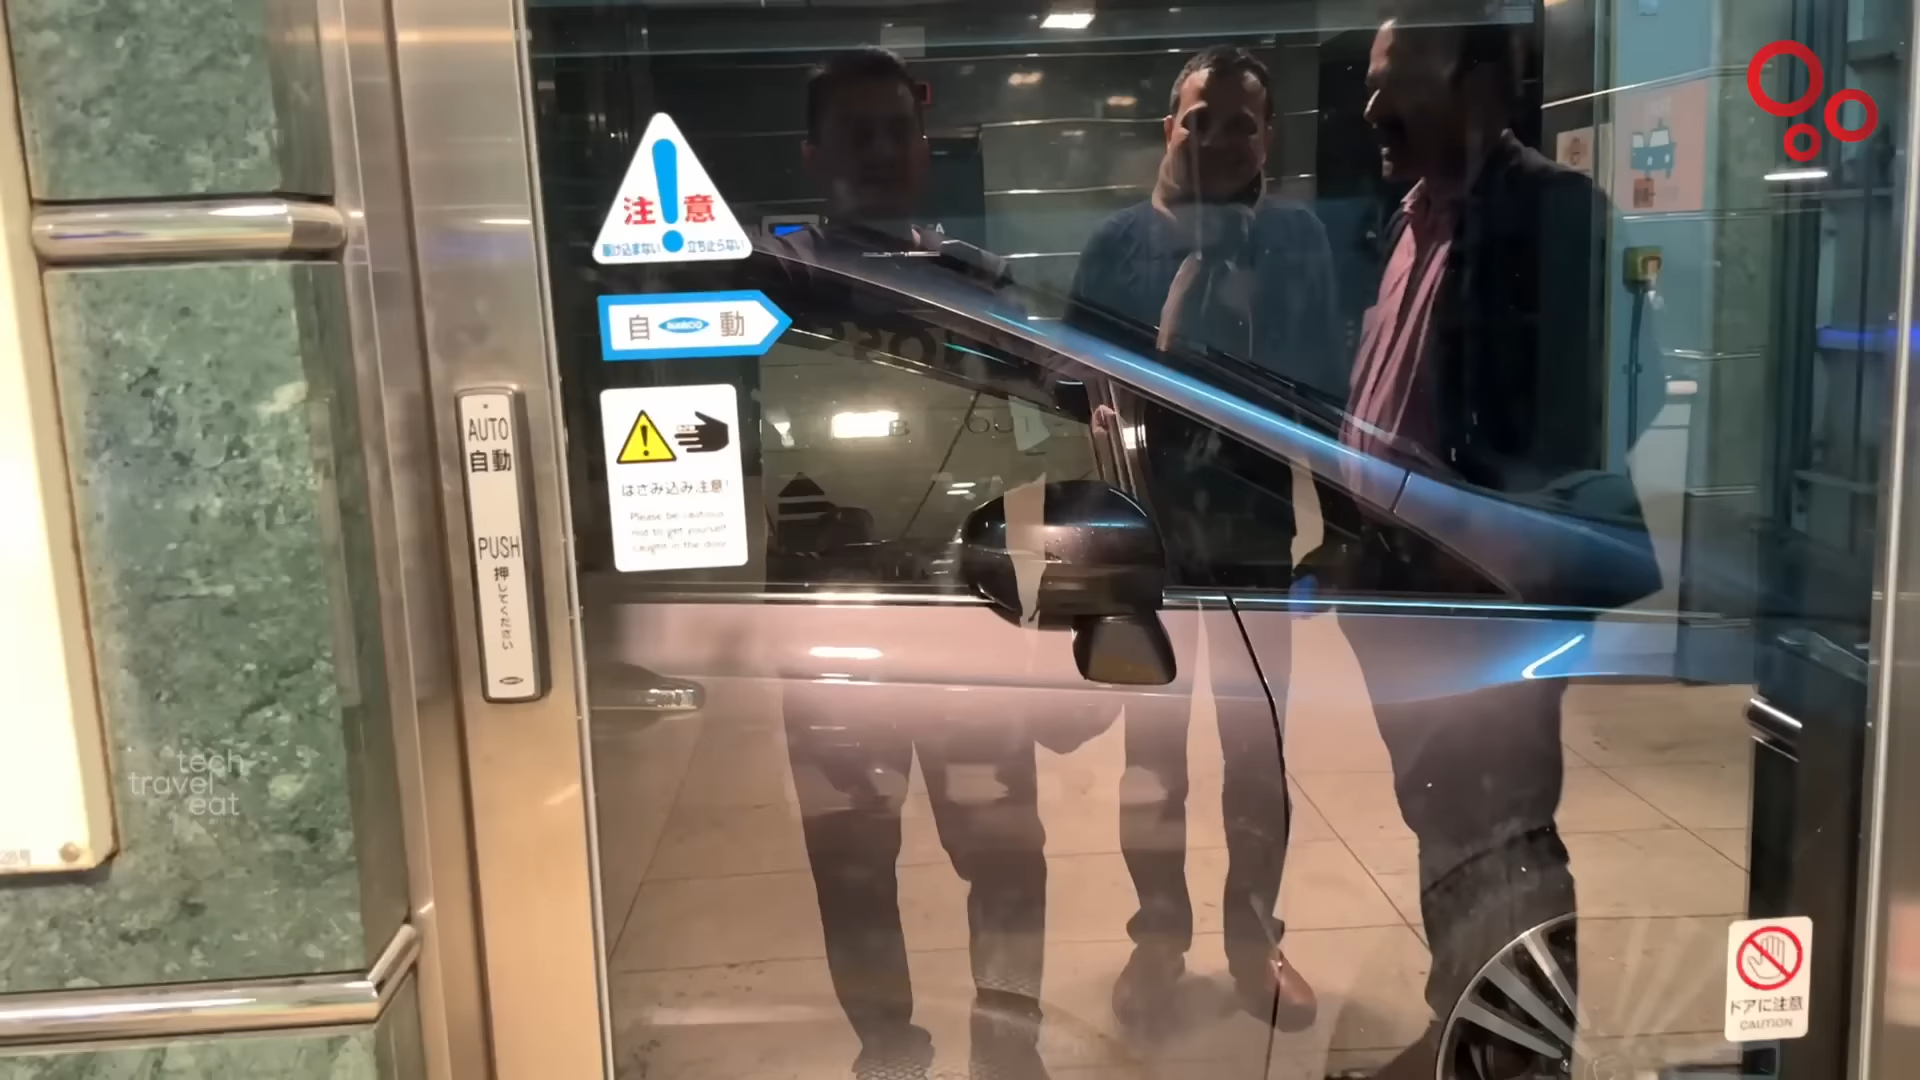 注意
駆け込まない 立ち止らない
自 NABCO 動
はさみ込み注意!
Please be cautious
not to get yourself
caught in the door
AUTO
自動
PUSH
押してください
tech
travel
eat
ドアに注意
CAUTION